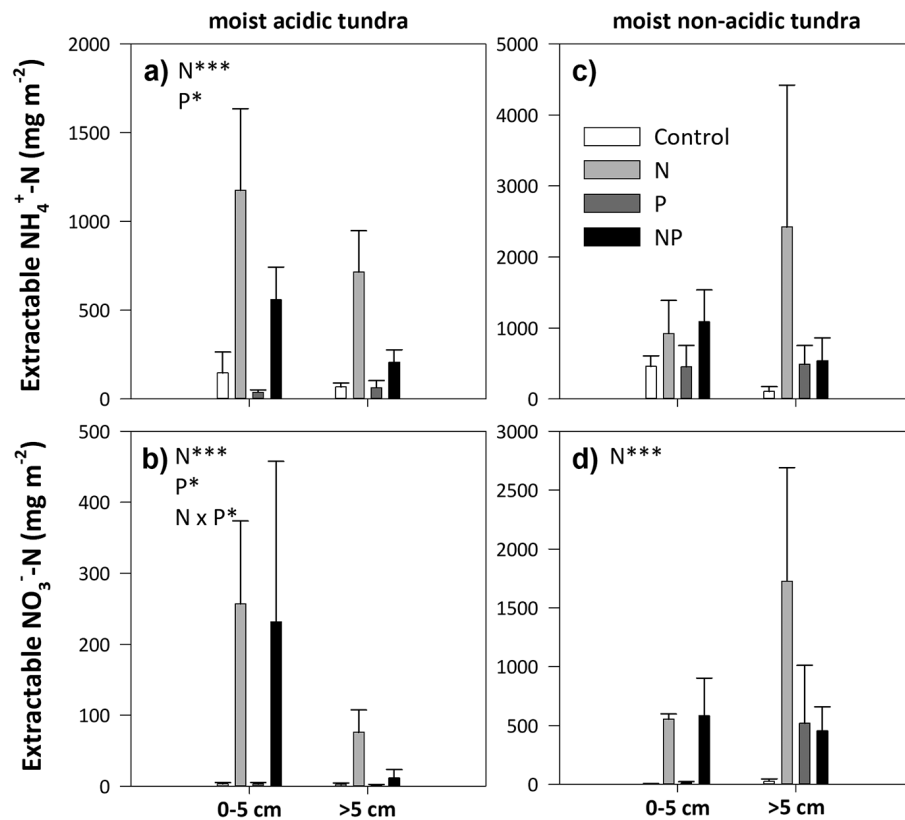 moist acidic tundra
moist non-acidic tundra
Extractable NH₄⁺-N (mg m⁻²)
2000
1500
1000
500
0
a) N***
P*
5000
4000
3000
2000
1000
0
c)
Control
N
P
NP
Extractable NO₃⁻-N (mg m⁻²)
500
400
300
200
100
0
b) N***
P*
N x P*
0-5 cm
>5 cm
3000
2500
2000
1500
1000
500
0
d) N***
0-5 cm
>5 cm